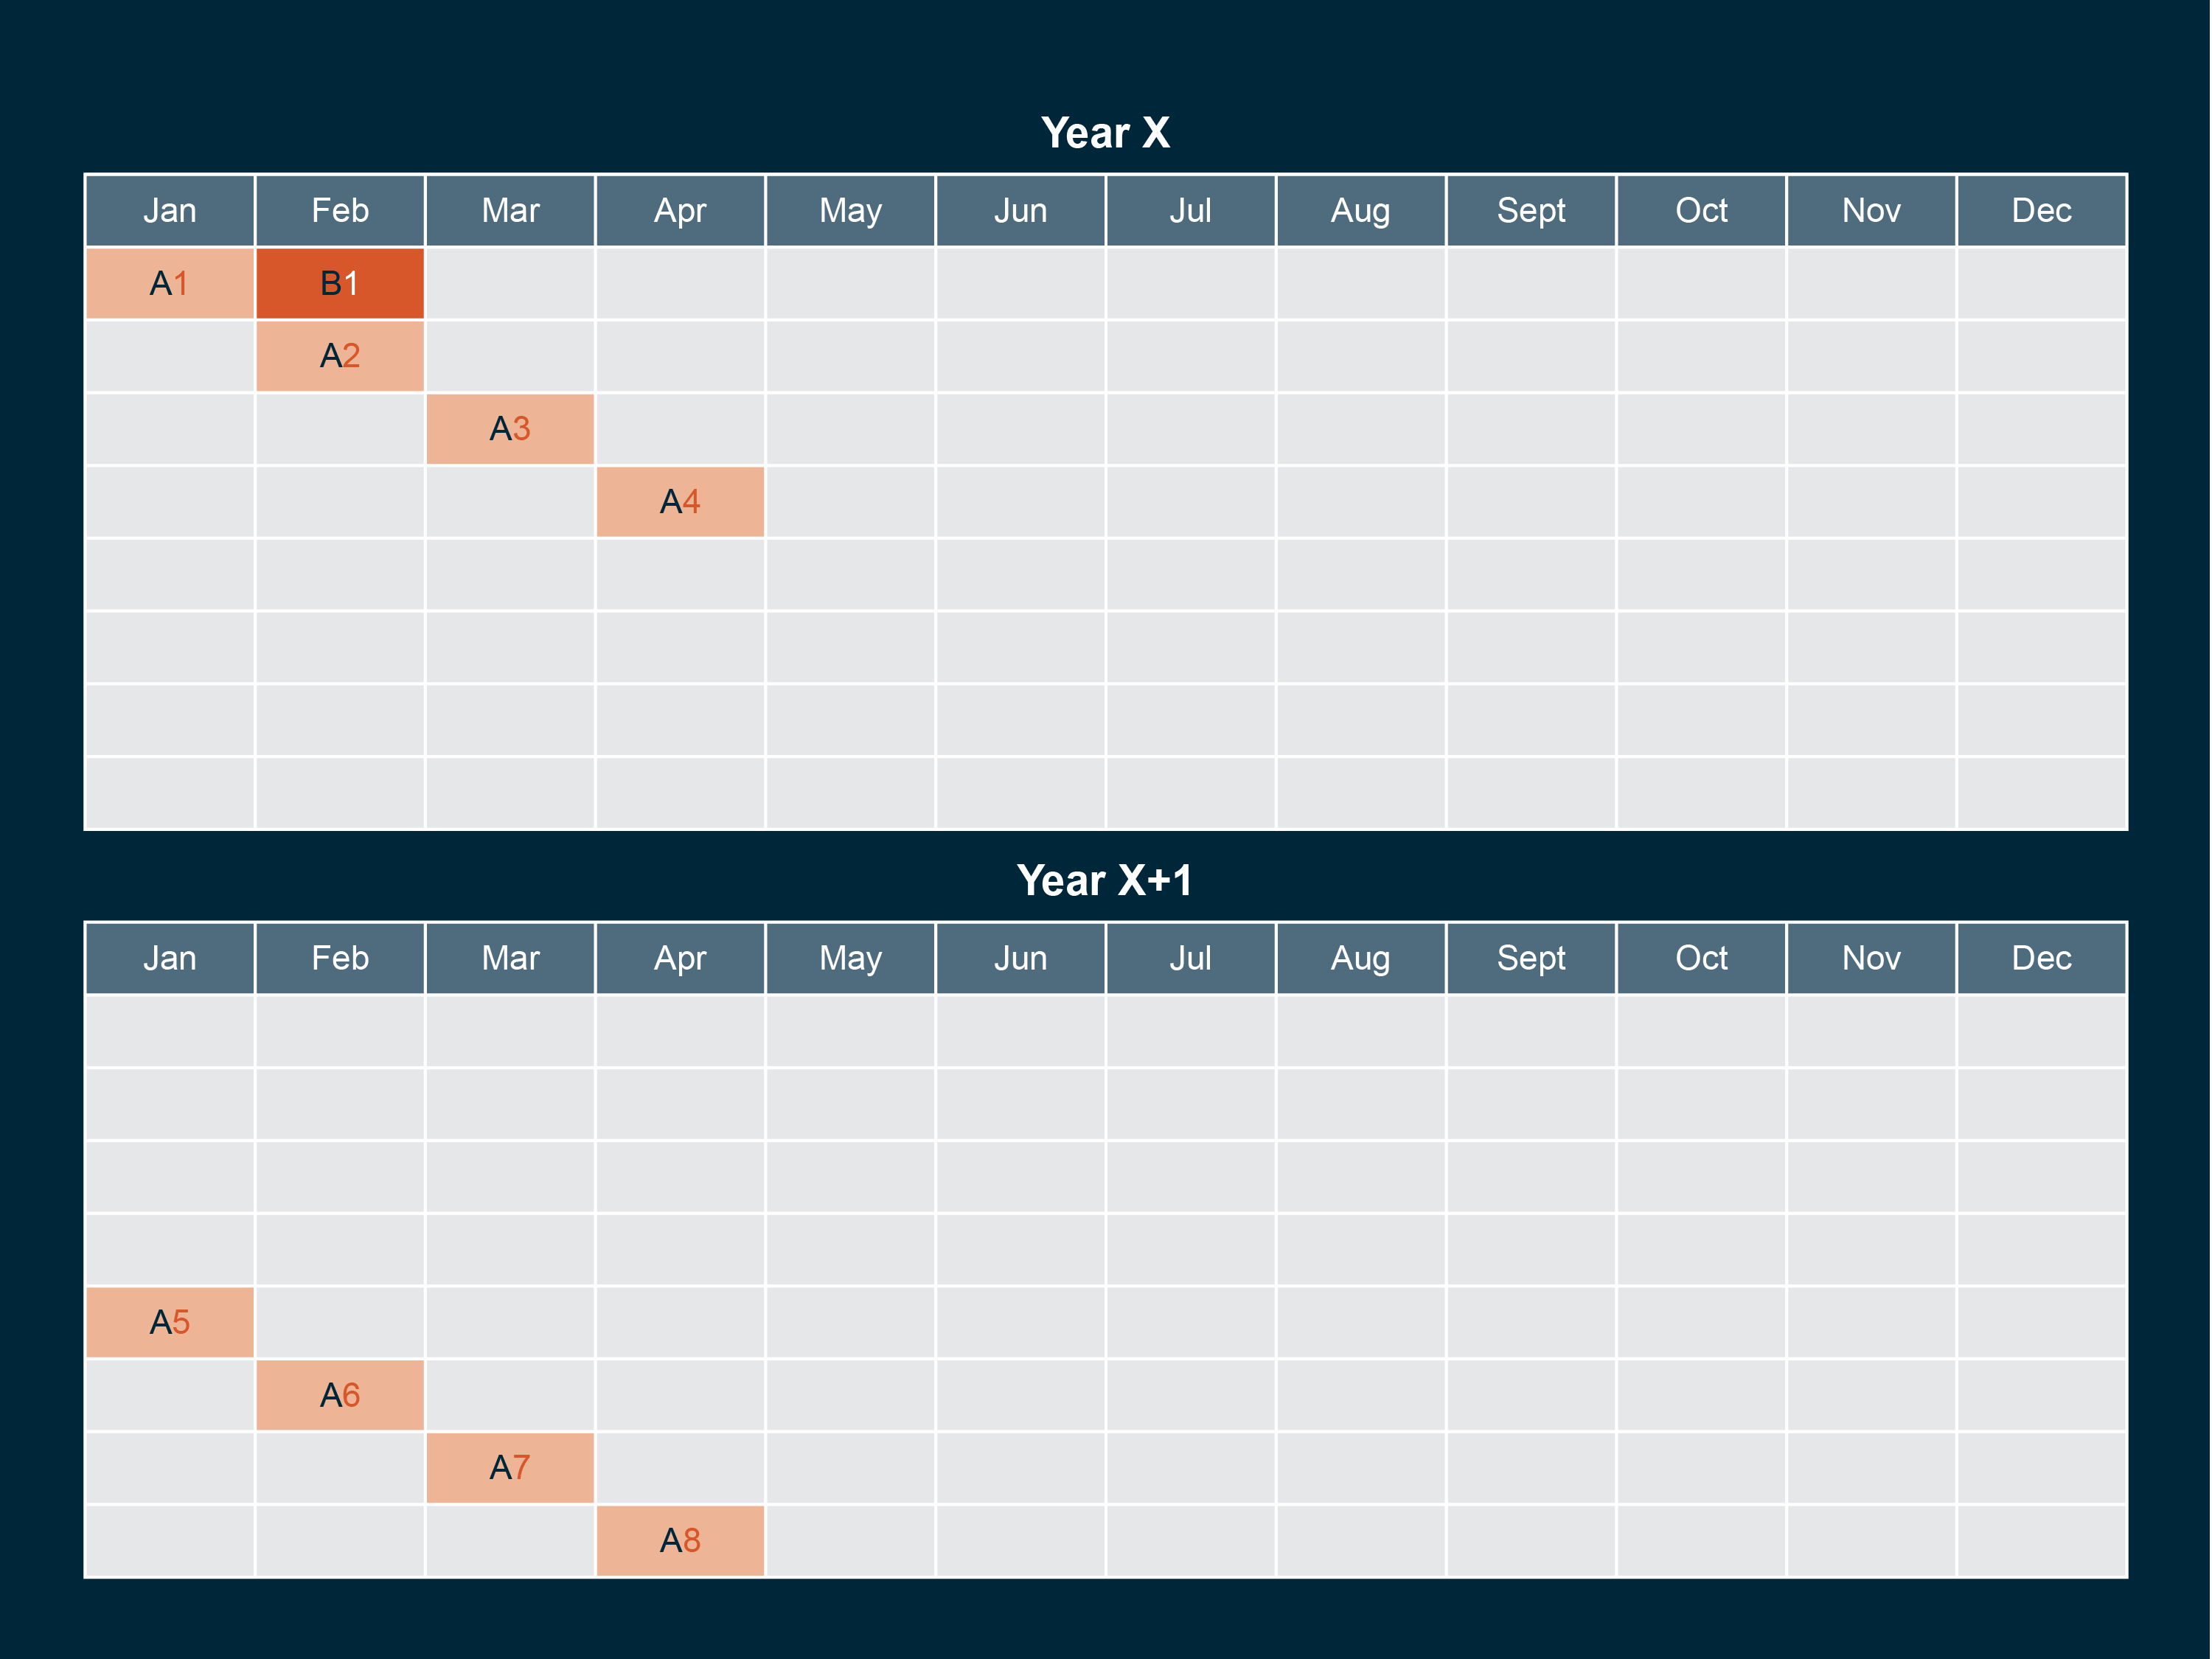 Year X
Jan Feb Mar Apr May Jun Jul Aug Sept Oct Nov Dec
A1 B1
A2
A3
A4
Year X+1
Jan Feb Mar Apr May Jun Jul Aug Sept Oct Nov Dec
A5
A6
A7
A8